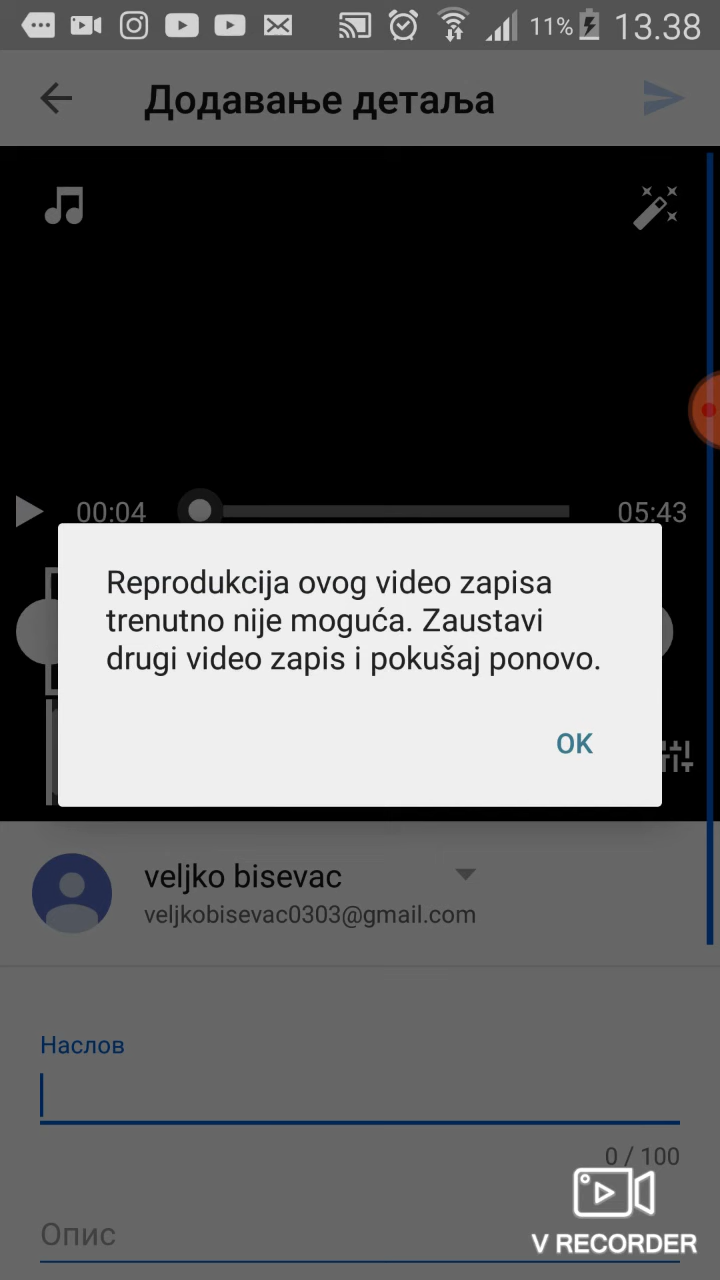 11% 13.38
Додавање детаља
00:04 05:43
Reprodukcija ovog video zapisa
trenutno nije moguća. Zaustavi
drugi video zapis i pokušaj ponovo.
OK
veljko bisevac
veljkobisevac0303@gmail.com
Наслов
0 / 100
Опис
V RECORDER